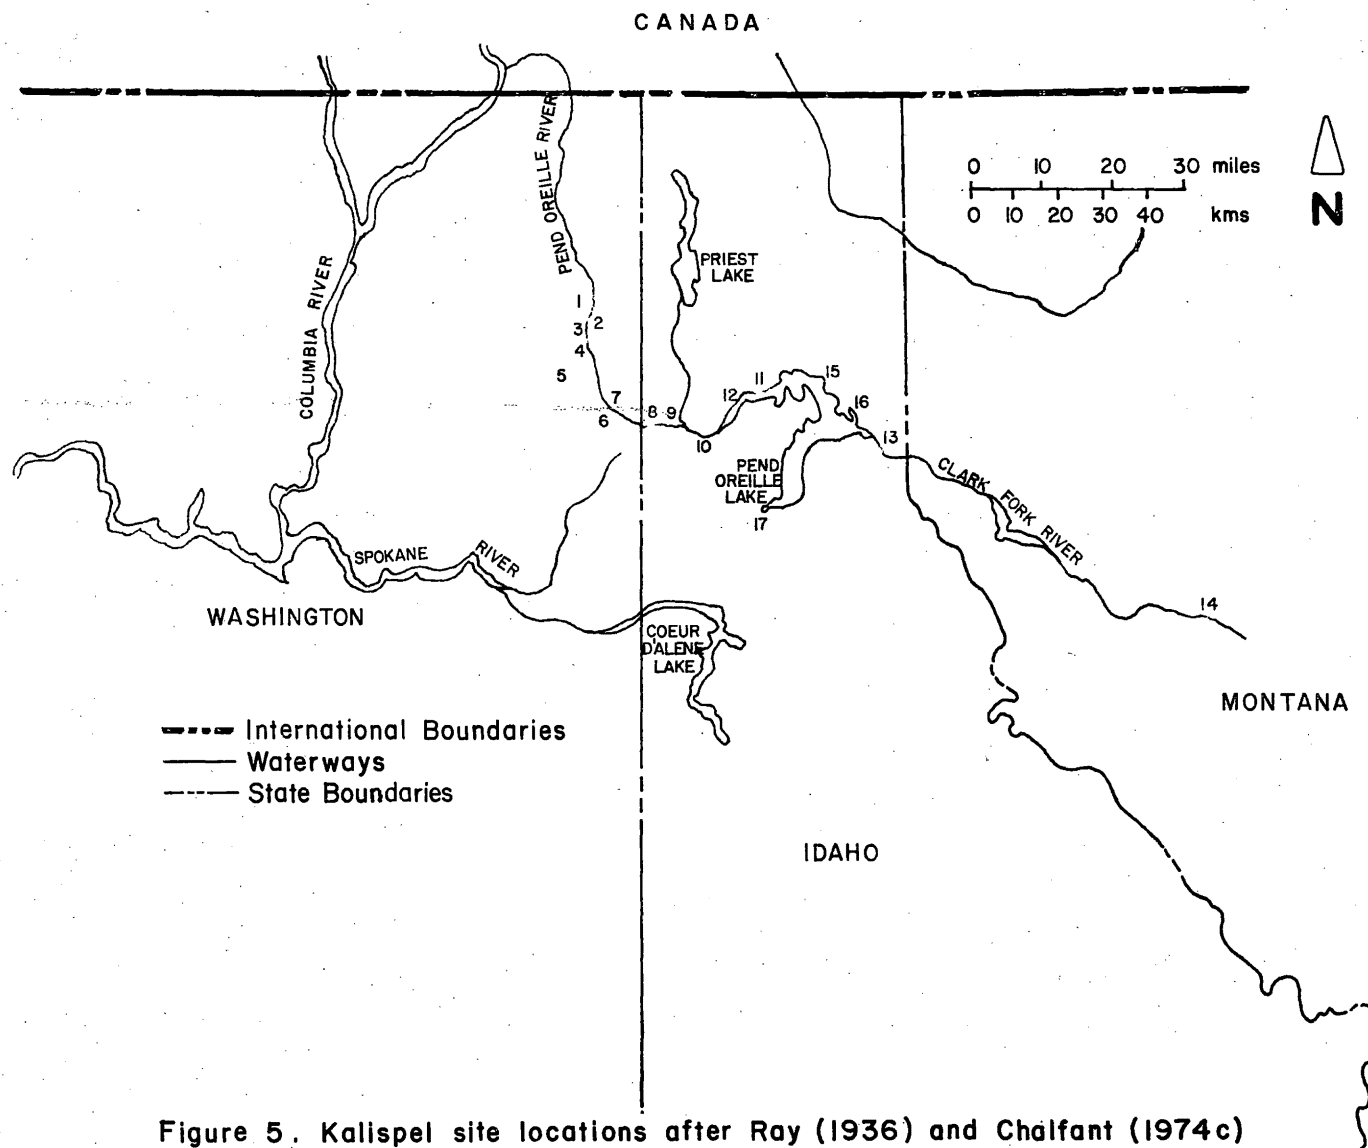 CANADA
PEND OREILLE RIVER
0 10 20 30 miles
0 10 20 30 40 kms
N
PRIEST
LAKE
COLUMBIA RIVER
1
2
3
4
5
6
7
8
9
10
11
12
15
16
13
PEND
OREILLE
LAKE
17
CLARK FORK RIVER
14
SPOKANE RIVER
WASHINGTON
COEUR
D'ALENE
LAKE
MONTANA
International Boundaries
Waterways
State Boundaries
IDAHO
Figure 5. Kalispel site locations after Ray (1936) and Chalfant (1974c)